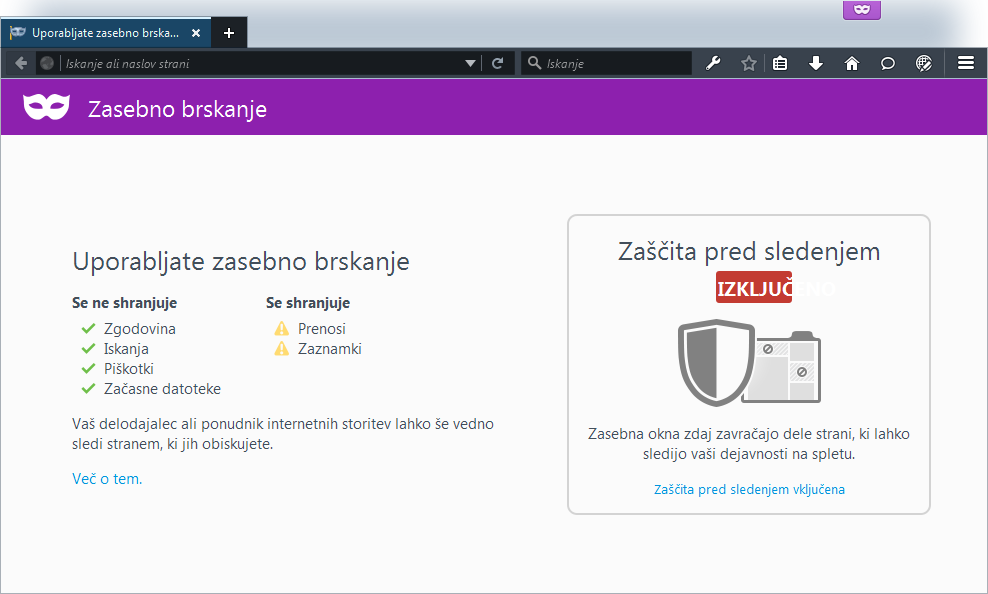 Uporabljate zasebno brska...
Iskanje ali naslov strani
Iskanje
Zasebno brskanje
Uporabljate zasebno brskanje
Se ne shranjuje
Zgodovina
Iskanja
Piškotki
Začasne datoteke
Se shranjuje
Prenosi
Zaznamki
Vaš delodajalec ali ponudnik internetnih storitev lahko še vedno
sledi stranem, ki jih obiskujete.
Več o tem.
Zaščita pred sledenjem
IZKLJUČENO
Zasebna okna zdaj zavračajo dele strani, ki lahko
sledijo vaši dejavnosti na spletu.
Zaščita pred sledenjem vključena